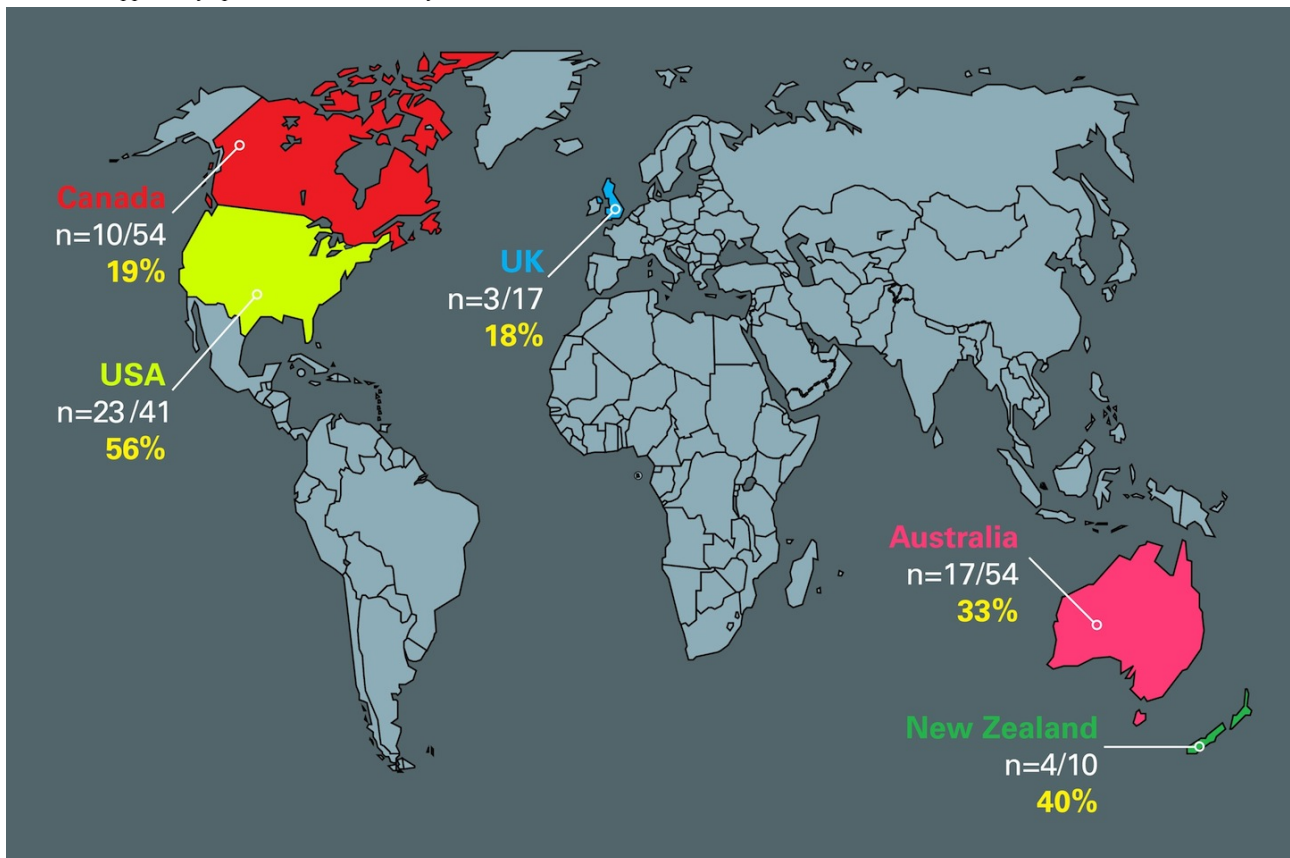 Canada
n=10/54
19%
USA
n=23/41
56%
UK
n=3/17
18%
Australia
n=17/54
33%
New Zealand
n=4/10
40%